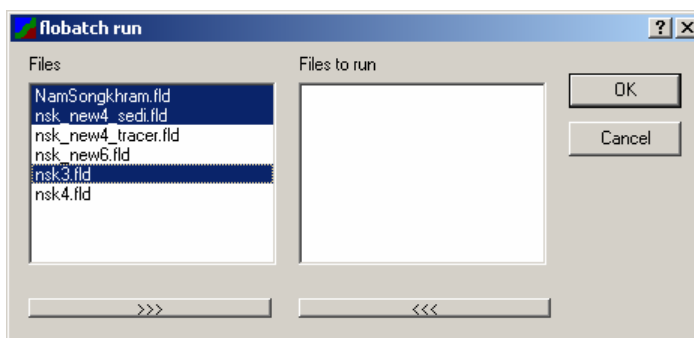 flobatch run
Files
Files to run
NamSongkhram.fld
nsk_new4_sedi.fld
nsk_new4_tracer.fld
nsk_new6.fld
nsk3.fld
nsk4.fld
OK
Cancel
>>>
<<<